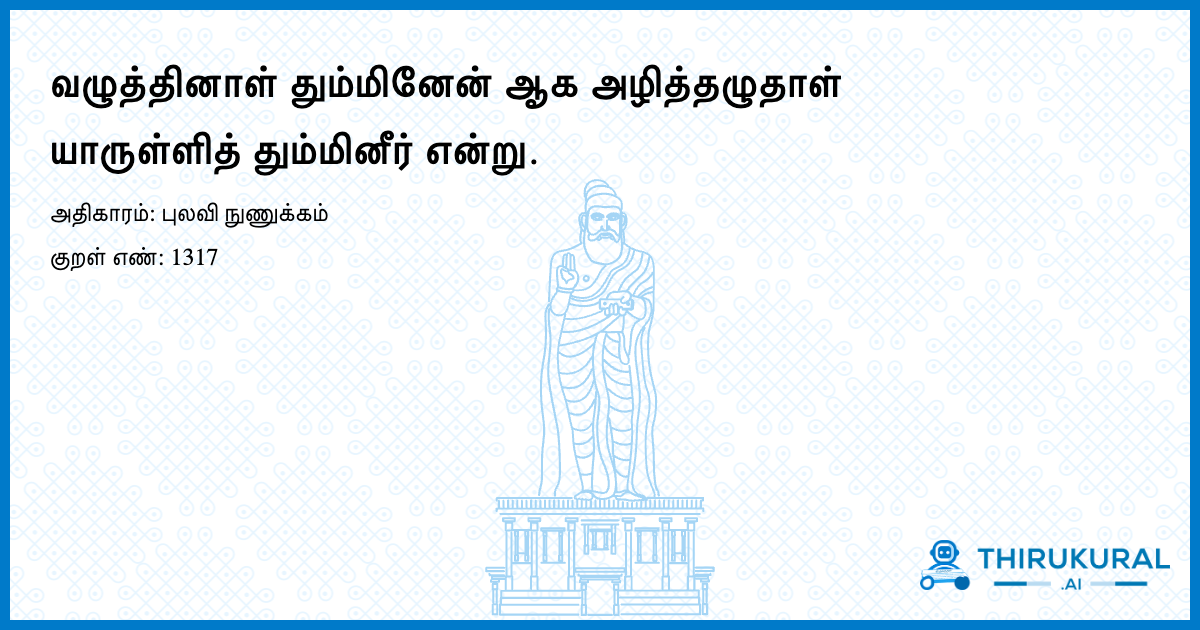 வழுத்தினாள் தும்மினேன் ஆக அழித்தழுதாள்
யாருள்ளித் தும்மினீர் என்று.
அதிகாரம்: புலவி நுணுக்கம்
குறள் எண்: 1317
THIRUKURAL
.AI